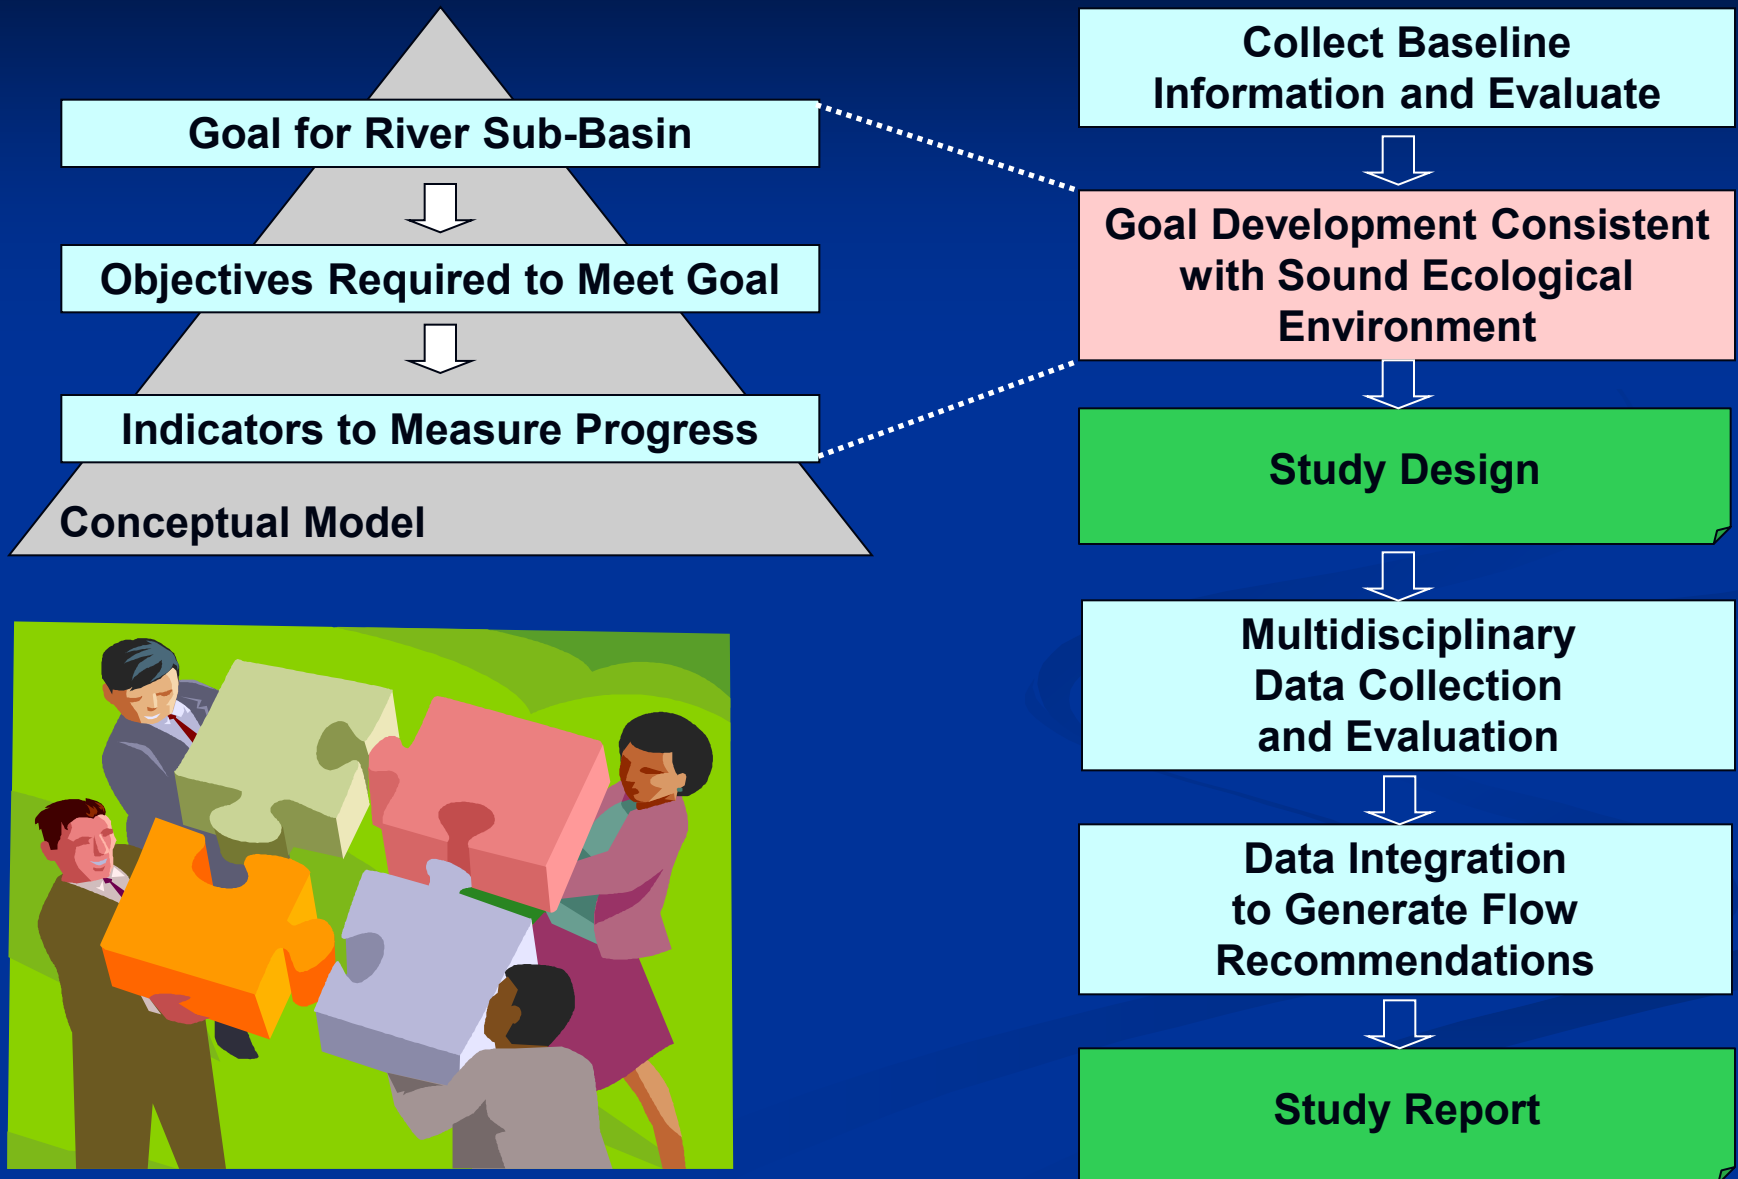 Goal for River Sub-Basin
Objectives Required to Meet Goal
Indicators to Measure Progress
Conceptual Model
Collect Baseline
Information and Evaluate
Goal Development Consistent
with Sound Ecological
Environment
Study Design
Multidisciplinary
Data Collection
and Evaluation
Data Integration
to Generate Flow
Recommendations
Study Report